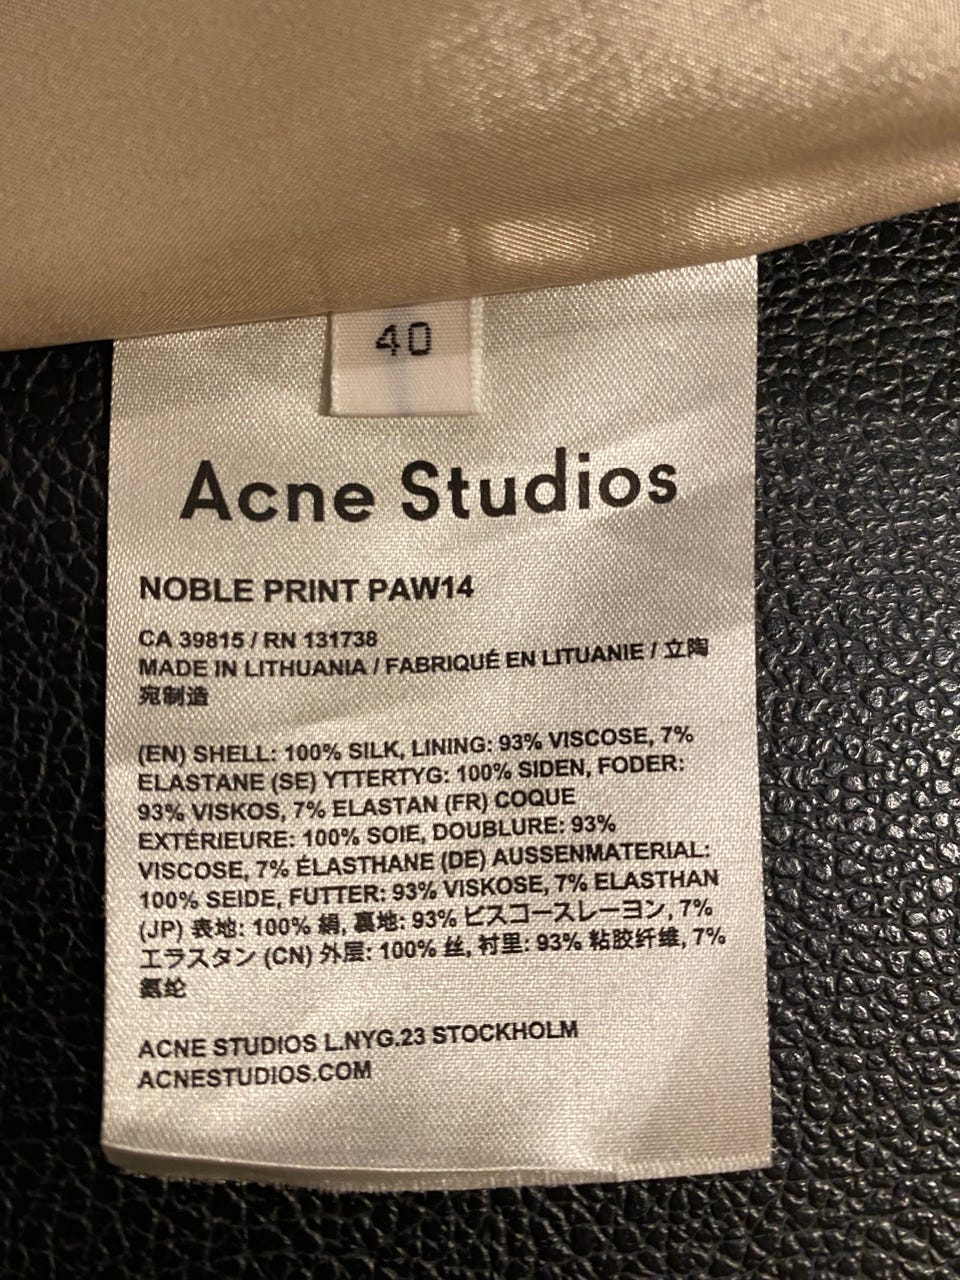 40
Acne Studios
NOBLE PRINT PAW14
CA 39815 / RN 131738
MADE IN LITHUANIA / FABRIQUÉ EN LITUANIE / 立陶
宛制造
(EN) SHELL: 100% SILK, LINING: 93% VISCOSE, 7%
ELASTANE (SE) YTTERTYG: 100% SIDEN, FODER:
93% VISKOS, 7% ELASTAN (FR) COQUE
EXTÉRIEURE: 100% SOIE, DOUBLURE: 93%
VISCOSE, 7% ÉLASTHANE (DE) AUSSENMATERIAL:
100% SEIDE, FUTTER: 93% VISKOSE, 7% ELASTHAN
(JP) 表地: 100% 絹, 裏地: 93% ビスコースレーヨン, 7%
エラスタン (CN) 外层: 100% 丝, 衬里: 93% 粘胶纤维, 7%
氨纶
ACNE STUDIOS L.NYG.23 STOCKHOLM
ACNESTUDIOS.COM